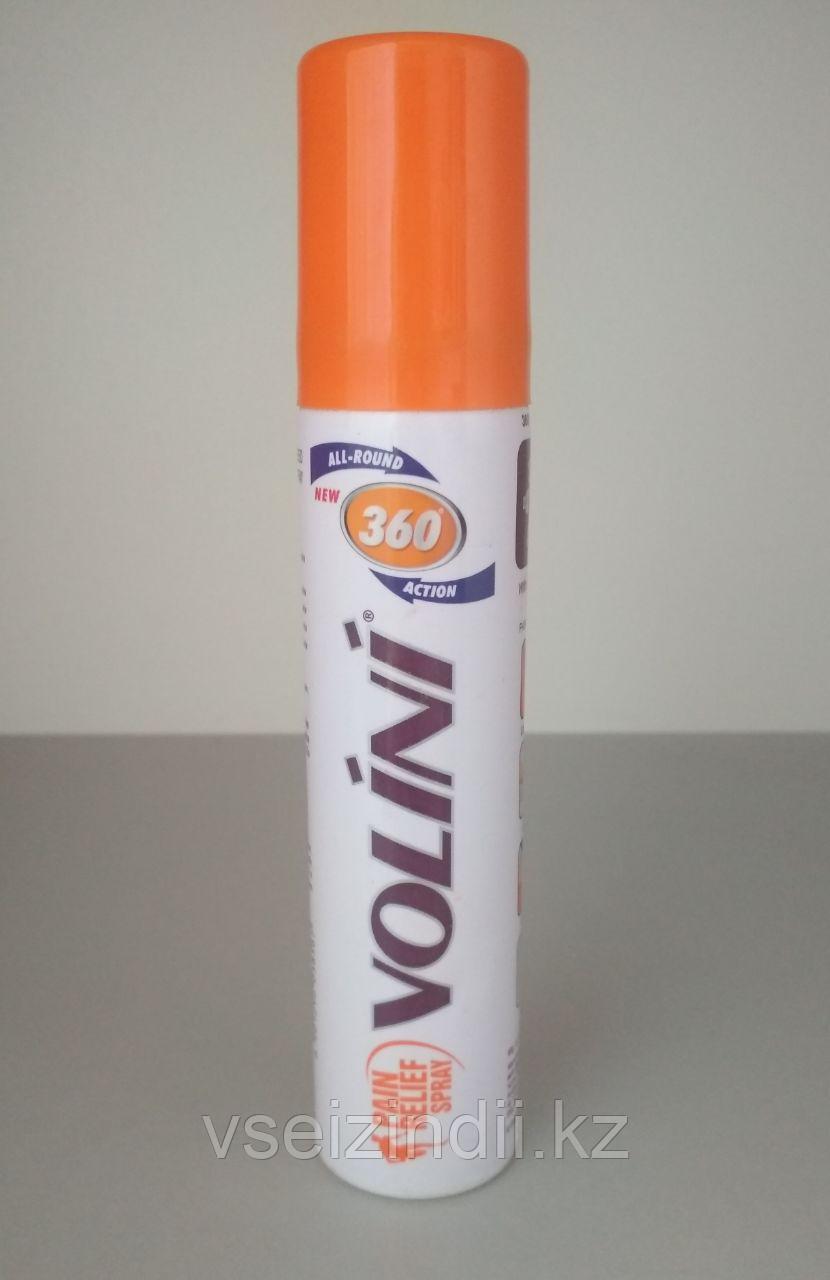 ALL-ROUND
NEW
360°
ACTION
VOLINI®
PAIN
RELIEF
SPRAY
vseizindii.kz